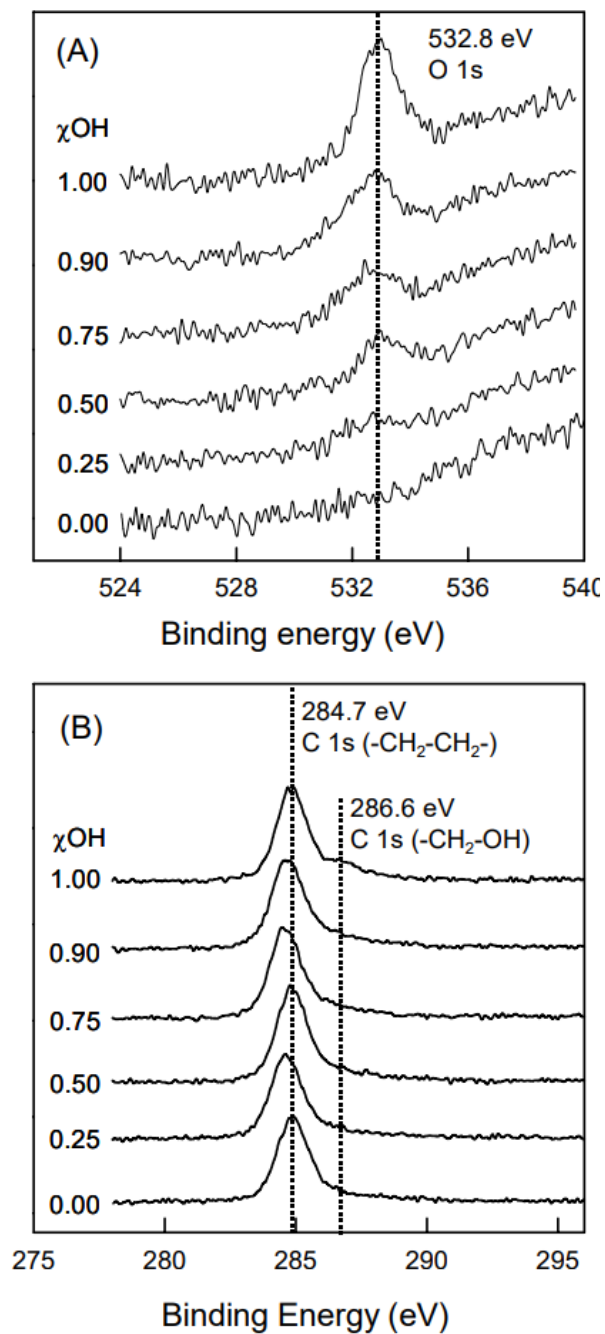 (A)
532.8 eV
O 1s
χOH
1.00
0.90
0.75
0.50
0.25
0.00
524 528 532 536 540
Binding energy (eV)
(B)
284.7 eV
C 1s (-CH₂-CH₂-)
286.6 eV
C 1s (-CH₂-OH)
χOH
1.00
0.90
0.75
0.50
0.25
0.00
275 280 285 290 295
Binding Energy (eV)